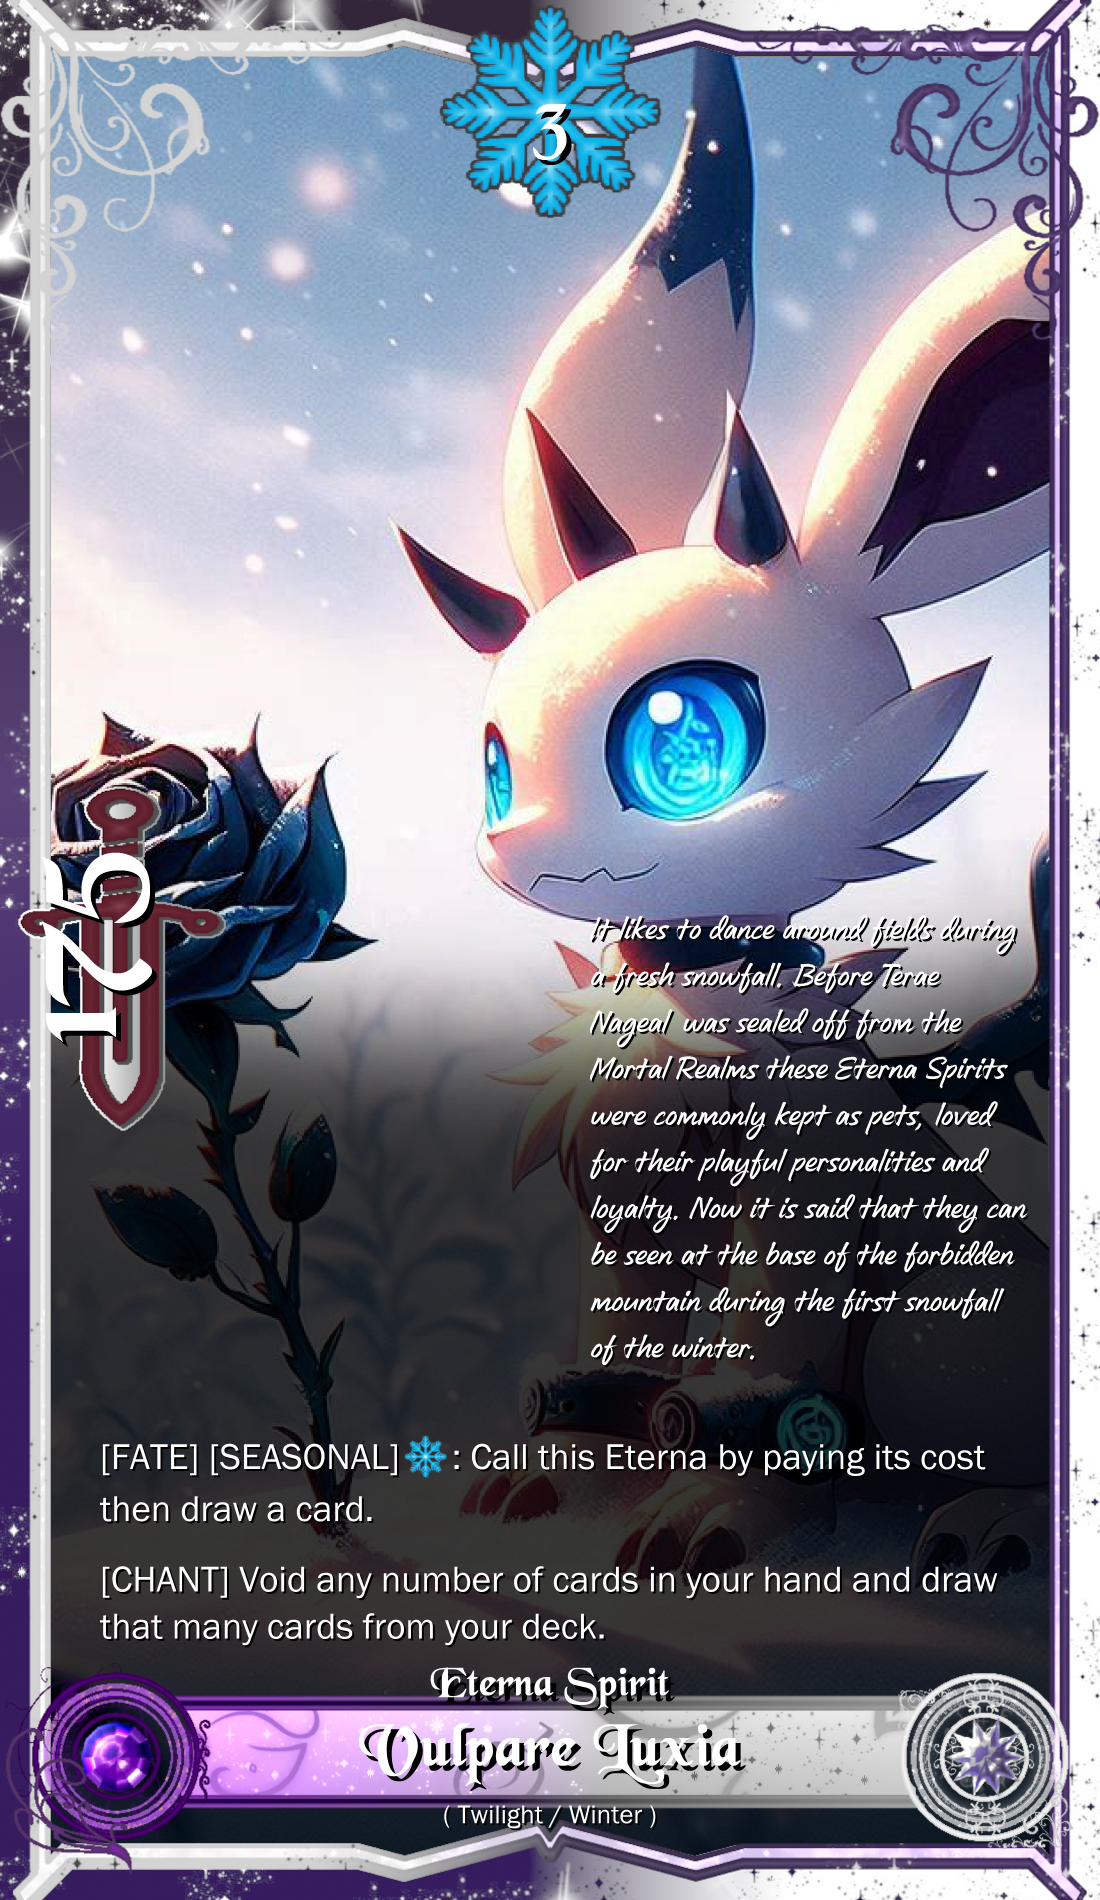 3
175
It likes to dance around fields during
a fresh snowfall. Before Terae
Nageal was sealed off from the
Mortal Realms these Eterna Spirits
were commonly kept as pets, loved
for their playful personalities and
loyalty. Now it is said that they can
be seen at the base of the forbidden
mountain during the first snowfall
of the winter.
[FATE] [SEASONAL] : Call this Eterna by paying its cost
then draw a card.
[CHANT] Void any number of cards in your hand and draw
that many cards from your deck.
Eterna Spirit
Vulpare Luxia
( Twilight / Winter )